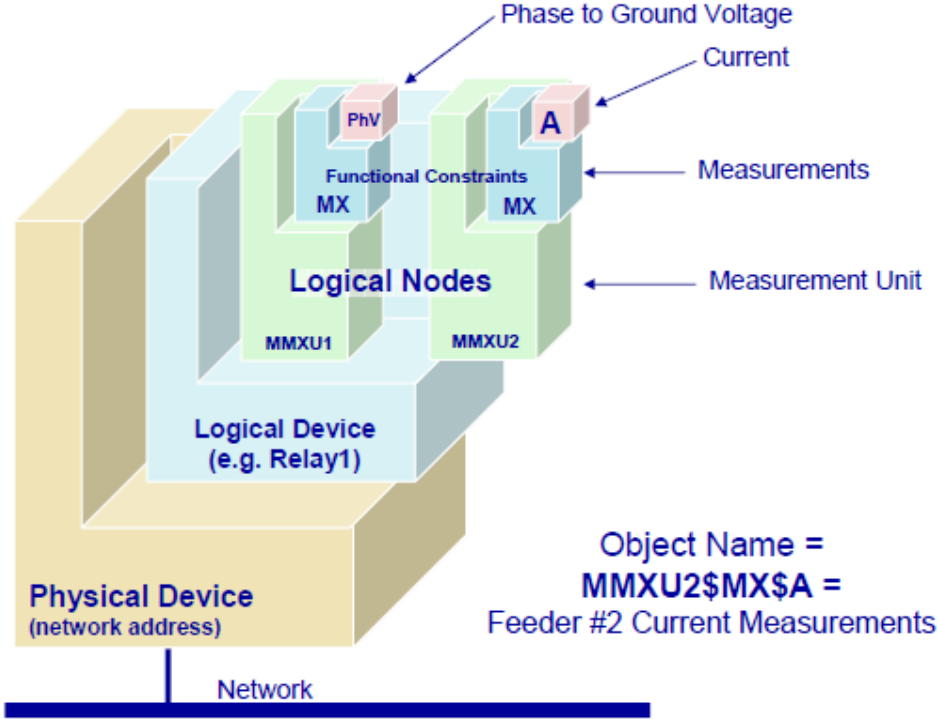 Phase to Ground Voltage
Current
PhV
A
Measurements
Functional Constraints
MX
MX
Logical Nodes
Measurement Unit
MMXU1
MMXU2
Logical Device
(e.g. Relay1)
Object Name =
MMXU2$MX$A =
Feeder #2 Current Measurements
Physical Device
(network address)
Network